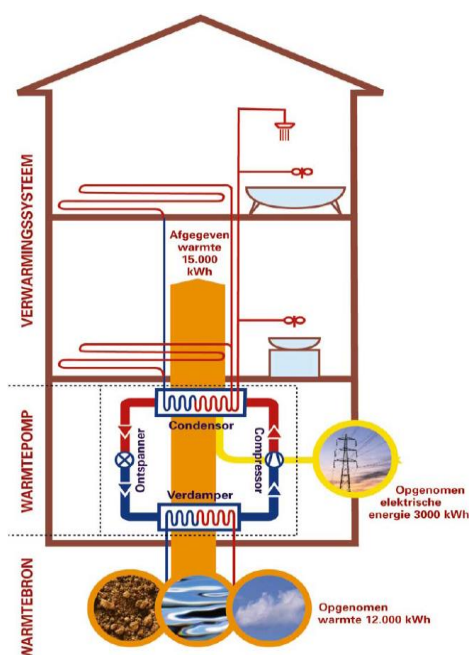 VERWARMINGSSYSTEEM
Afgegeven
warmte
15.000
kWh
WARMTEPOMP
Condensor
Ontspanner
Compressor
Verdamper
Opgenomen
elektrische
energie 3000 kWh
WARMTEBRON
Opgenomen
warmte 12.000 kWh